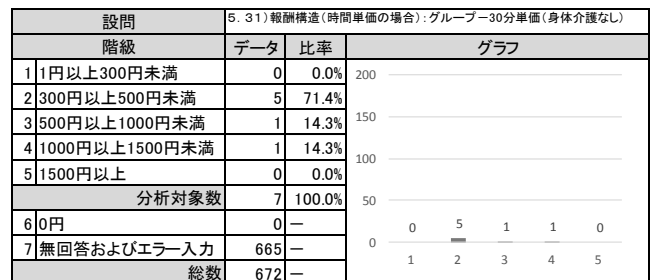 設問 5．31）報酬構造（時間単価の場合）：グループ－30分単価（身体介護なし）
階級 データ 比率 グラフ
1 1円以上300円未満 0 0.0%
2 300円以上500円未満 5 71.4%
3 500円以上1000円未満 1 14.3%
4 1000円以上1500円未満 1 14.3%
5 1500円以上 0 0.0%
分析対象数 7 100.0%
6 0円 0 －
7 無回答およびエラー入力 665 －
総数 672 －
200
150
100
50
0
0 5 1 1 0
1 2 3 4 5